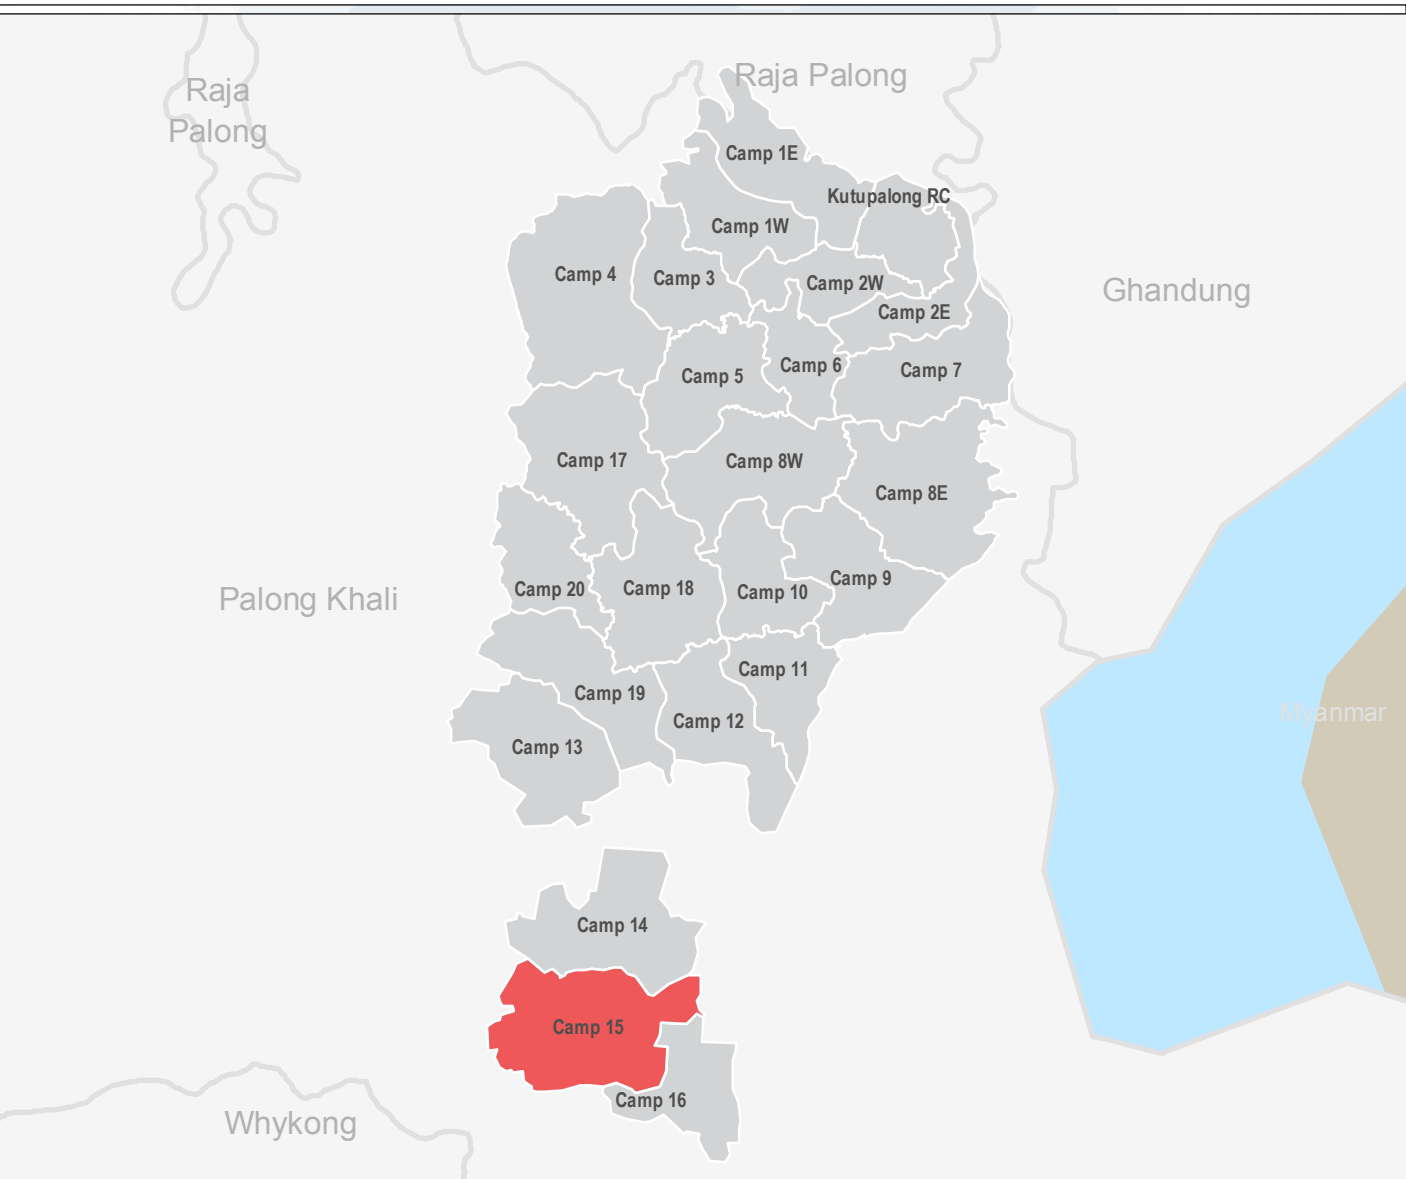 Raja Palong
Raja
Palong
Camp 1E
Kutupalong RC
Camp 1W
Camp 4
Camp 3
Camp 2W
Ghandung
Camp 2E
Camp 6
Camp 7
Camp 5
Camp 17
Camp 8W
Camp 8E
Camp 9
Camp 20
Camp 18
Camp 10
Palong Khali
Camp 11
Camp 19
Camp 12
Myanmar
Camp 13
Camp 14
Camp 15
Camp 16
Whykong